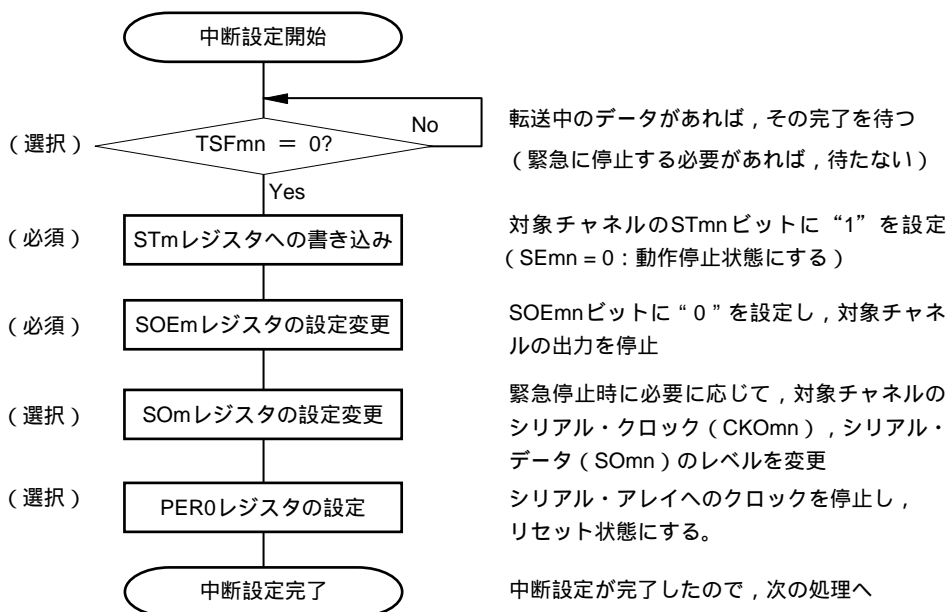 中断設定開始
No
転送中のデータがあれば，その完了を待つ
（選択）
TSFmn ＝ 0?
（緊急に停止する必要があれば，待たない）
Yes
（必須）
STmレジスタへの書き込み
対象チャネルのSTmnビットに“1”を設定
（SEmn = 0：動作停止状態にする）
（必須）
SOEmレジスタの設定変更
SOEmnビットに“0”を設定し，対象チャネ
ルの出力を停止
（選択）
SOmレジスタの設定変更
緊急停止時に必要に応じて，対象チャネルの
シリアル・クロック（CKOmn），シリアル・
データ（SOmn）のレベルを変更
（選択）
PER0レジスタの設定
シリアル・アレイへのクロックを停止し，
リセット状態にする。
中断設定完了
中断設定が完了したので，次の処理へ